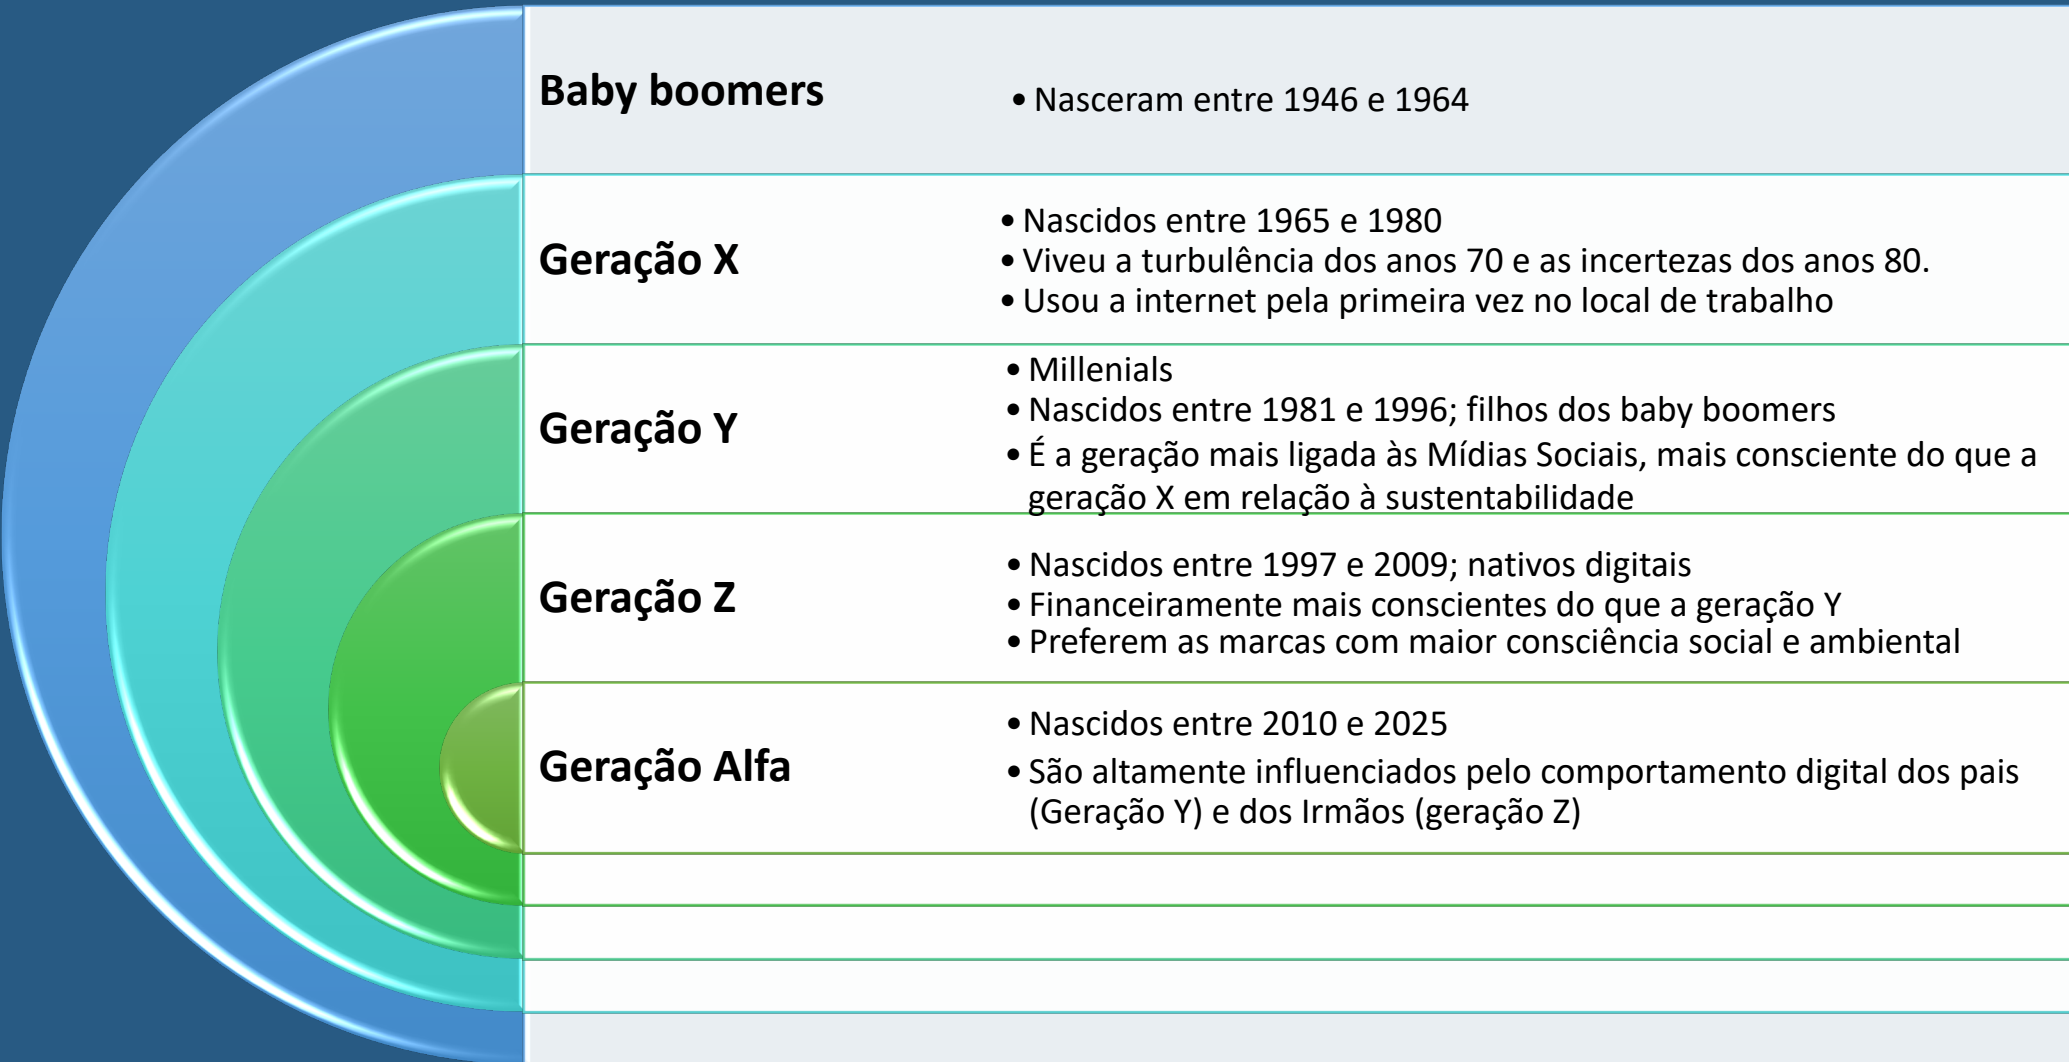 Baby boomers
• Nasceram entre 1946 e 1964
Geração X
• Nascidos entre 1965 e 1980
• Viveu a turbulência dos anos 70 e as incertezas dos anos 80.
• Usou a internet pela primeira vez no local de trabalho
Geração Y
• Millenials
• Nascidos entre 1981 e 1996; filhos dos baby boomers
• É a geração mais ligada às Mídias Sociais, mais consciente do que a
geração X em relação à sustentabilidade
Geração Z
• Nascidos entre 1997 e 2009; nativos digitais
• Financeiramente mais conscientes do que a geração Y
• Preferem as marcas com maior consciência social e ambiental
Geração Alfa
• Nascidos entre 2010 e 2025
• São altamente influenciados pelo comportamento digital dos pais
(Geração Y) e dos Irmãos (geração Z)